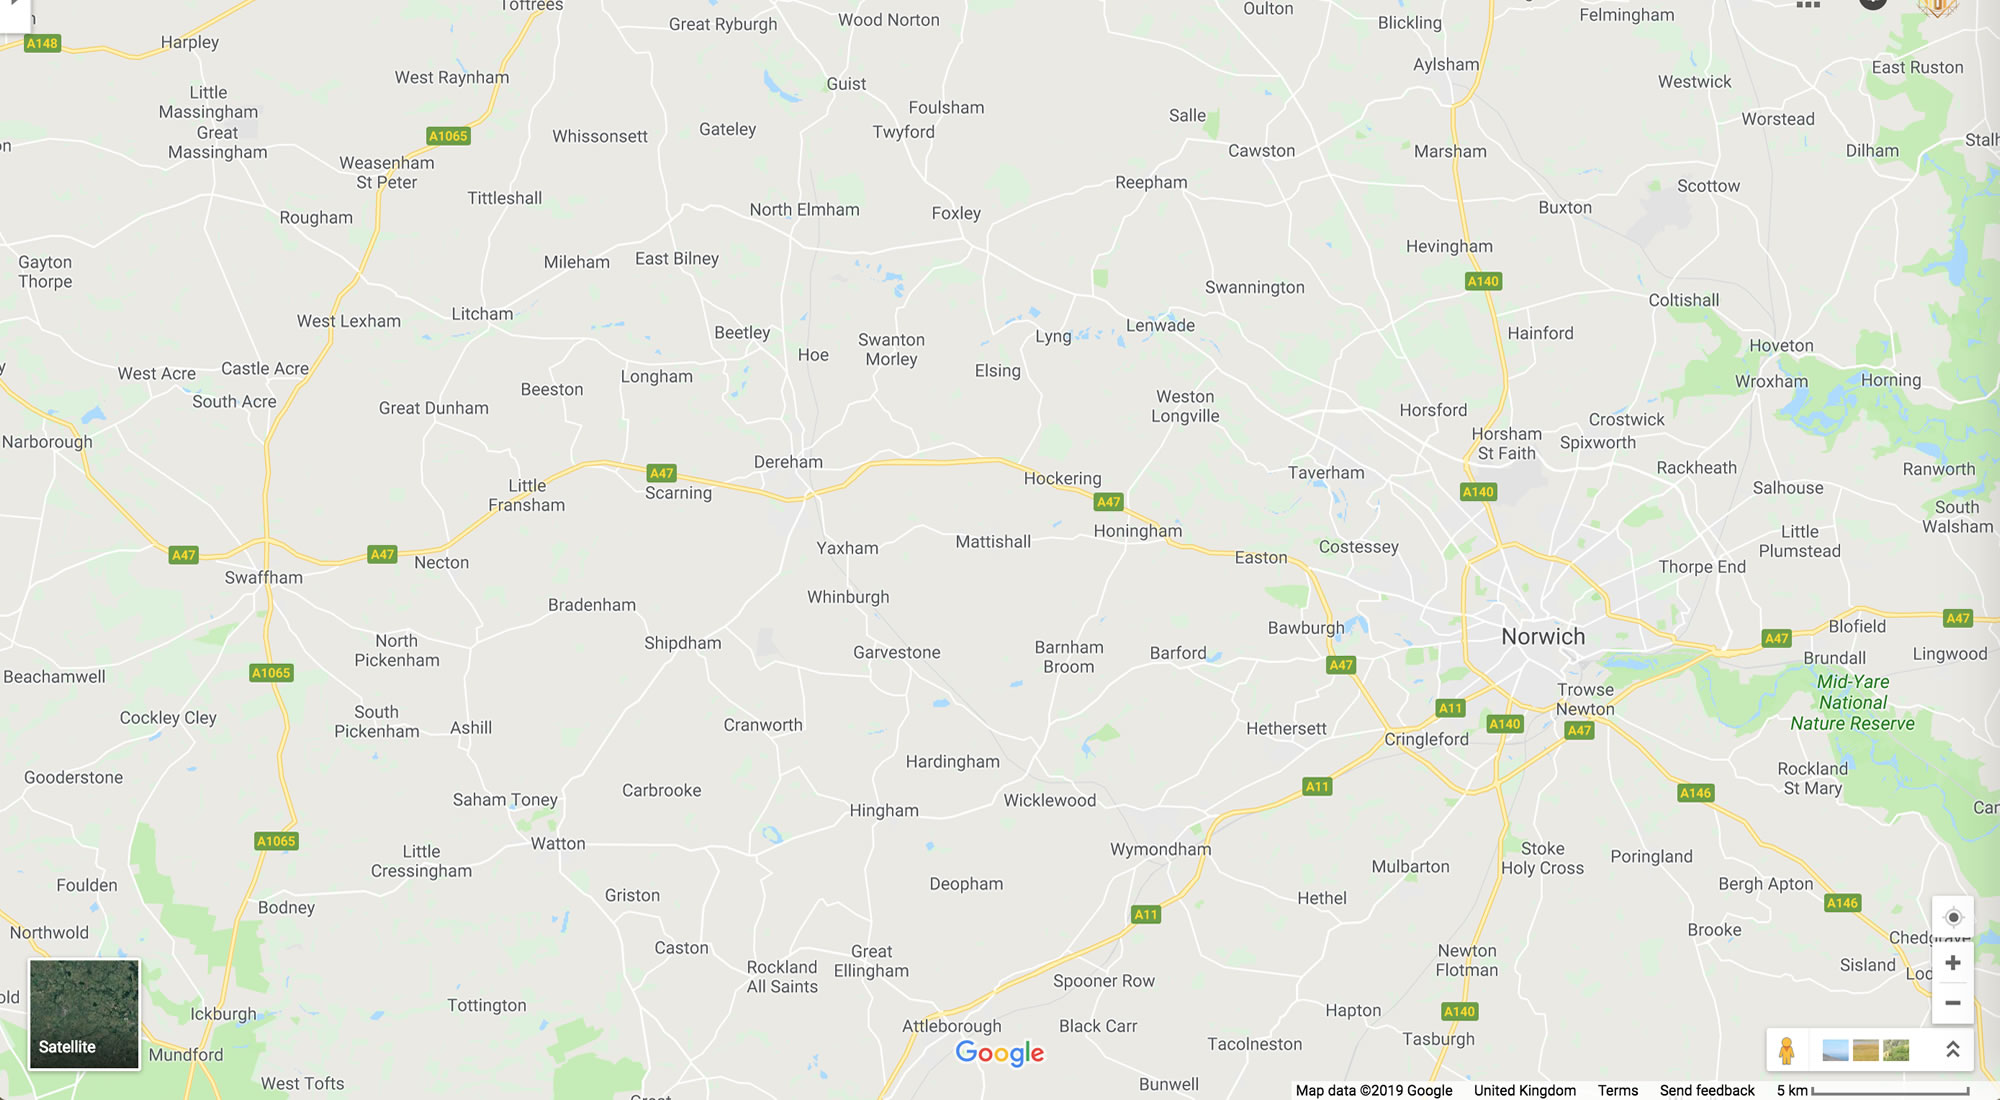 Toftrees
Great Ryburgh
Wood Norton
Oulton
Blickling
Felmingham
A148
Harpley
West Raynham
Guist
Aylsham
Westwick
East Ruston
Little
Massingham
Great
Massingham
A1065
Whissonsett
Gateley
Foulsham
Twyford
Salle
Worstead
Weasenham
St Peter
Cawston
Marsham
Dilham
Stalh
Tittleshall
Reepham
Scottow
Rougham
North Elmham
Foxley
Buxton
Gayton
Thorpe
Mileham
East Bilney
Hevingham
A140
Swannington
Coltishall
West Lexham
Litcham
Beetley
Swanton
Morley
Lyng
Lenwade
Hainford
Hoveton
West Acre
Castle Acre
Hoe
Elsing
Longham
Beeston
Wroxham
Horning
South Acre
Great Dunham
Weston
Longville
Horsford
Crostwick
Narborough
Horsham
St Faith
Spixworth
Dereham
A47
Scarning
Hockering
Taverham
Rackheath
Ranworth
Little
Fransham
A47
A140
Salhouse
South
Walsham
Honingham
Mattishall
Yaxham
Costessey
Easton
Little
Plumstead
A47
A47
Necton
Thorpe End
Swaffham
Bradenham
Whinburgh
Bawburgh
Norwich
A47
Blofield
A47
North
Pickenham
Shipdham
Garvestone
Barnham
Broom
Barford
A47
Brundall
Lingwood
Beachamwell
A1065
Mid-Yare
National
Nature Reserve
Trowse
Newton
Cockley Cley
South
Pickenham
Ashill
Cranworth
Hethersett
A11
A140
A47
Cringleford
Gooderstone
Hardingham
Rockland
St Mary
Saham Toney
Carbrooke
Hingham
Wicklewood
A11
A146
Car
A1065
Watton
Wymondham
Little
Cressingham
Mulbarton
Stoke
Holy Cross
Poringland
Foulden
Griston
Deopham
Hethel
Bergh Apton
Bodney
A11
A146
Northwold
Caston
Great
Ellingham
Newton
Flotman
Brooke
Chedgrave
Rockland
All Saints
Spooner Row
Sisland
Lod
old
Tottington
Ickburgh
Hapton
A140
Attleborough
Black Carr
Tasburgh
Satellite
Mundford
Google
Tacolneston
West Tofts
Bunwell
Great
Map data ©2019 Google United Kingdom Terms Send feedback 5 km